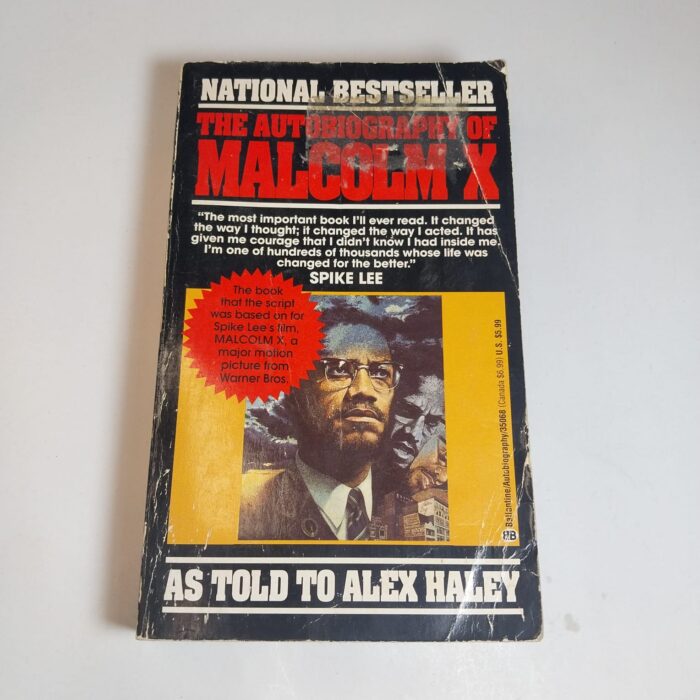 NATIONAL BESTSELLER
THE AUTOBIOGRAPHY OF
MALCOLM X
“The most important book I’ll ever read. It changed
the way I thought; it changed the way I acted. It has
given me courage that I didn’t know I had inside me.
I’m one of hundreds of thousands whose life was
changed for the better.”
SPIKE LEE
The book
that the script
was based on for
Spike Lee’s film,
MALCOLM X, a
major motion
picture from
Warner Bros.
Ballantine/Autobiography/35068 (Canada $6.99) U.S. $5.99
BB
AS TOLD TO ALEX HALEY